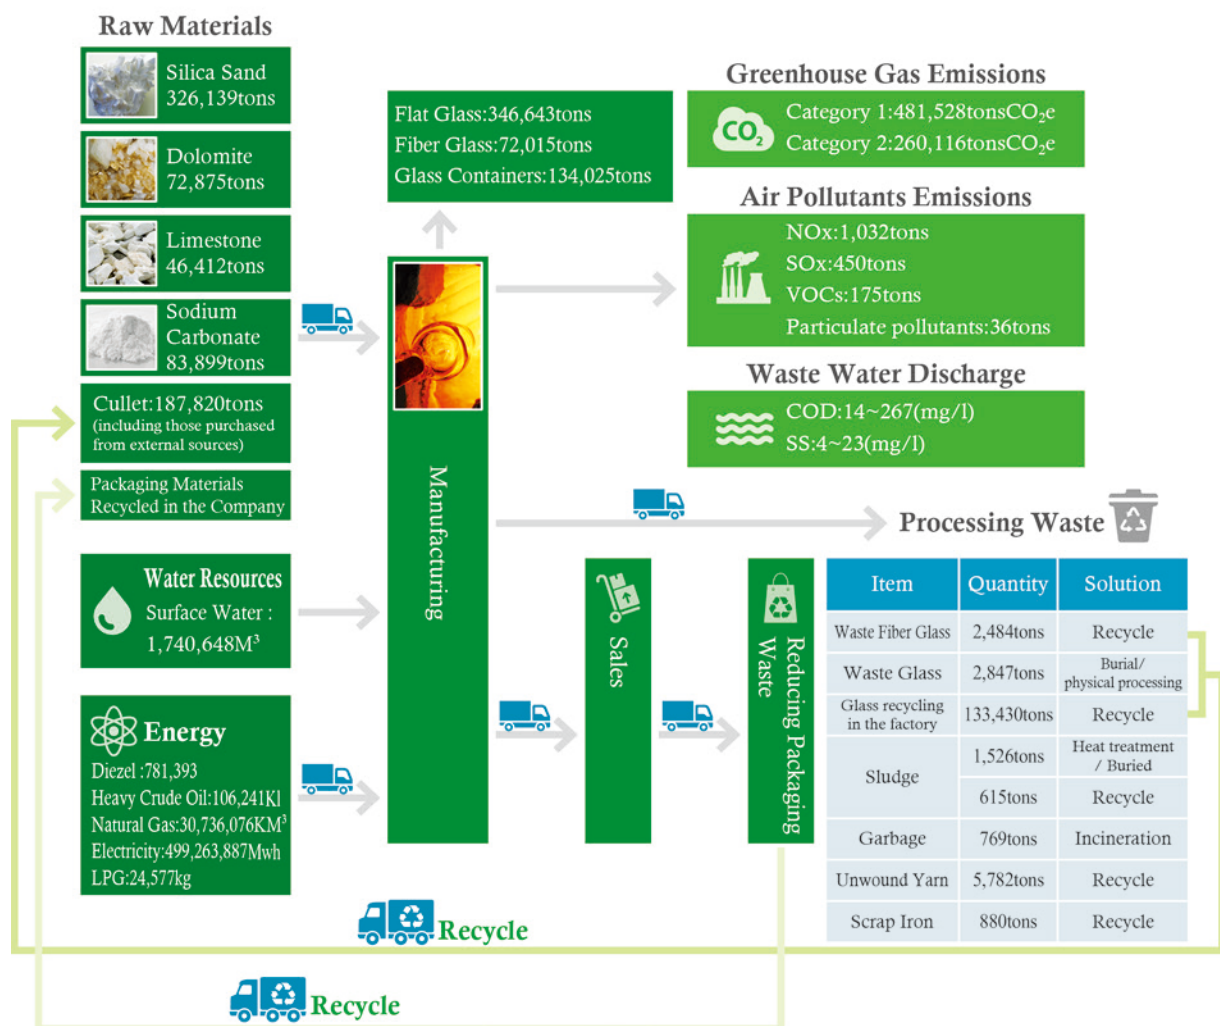 Raw Materials
Silica Sand
326,139tons
Dolomite
72,875tons
Limestone
46,412tons
Sodium
Carbonate
83,899tons
Cullet:187,820tons
(including those purchased
from external sources)
Packaging Materials
Recycled in the Company
Water Resources
Surface Water :
1,740,648M³
Energy
Diezel :781,393
Heavy Crude Oil:106,241Kl
Natural Gas:30,736,076KM³
Electricity:499,263,887Mwh
LPG:24,577kg
Flat Glass:346,643tons
Fiber Glass:72,015tons
Glass Containers:134,025tons
Manufacturing
Greenhouse Gas Emissions
CO₂
Category 1:481,528tonsCO₂e
Category 2:260,116tonsCO₂e
Air Pollutants Emissions
NOx:1,032tons
SOx:450tons
VOCs:175tons
Particulate pollutants:36tons
Waste Water Discharge
COD:14~267(mg/l)
SS:4~23(mg/l)
Processing Waste
Sales
Reducing Packaging
Waste
Item Quantity Solution
Waste Fiber Glass 2,484tons Recycle
Waste Glass 2,847tons Burial/
physical processing
Glass recycling
in the factory 133,430tons Recycle
Sludge 1,526tons Heat treatment
/ Buried
615tons Recycle
Garbage 769tons Incineration
Unwound Yarn 5,782tons Recycle
Scrap Iron 880tons Recycle
Recycle
Recycle